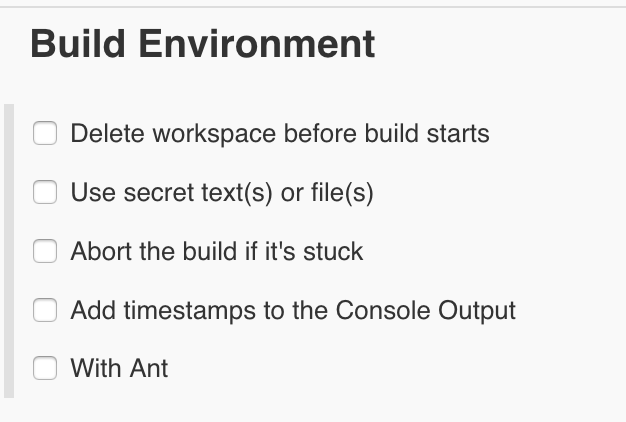 Build Environment
Delete workspace before build starts
Use secret text(s) or file(s)
Abort the build if it's stuck
Add timestamps to the Console Output
With Ant